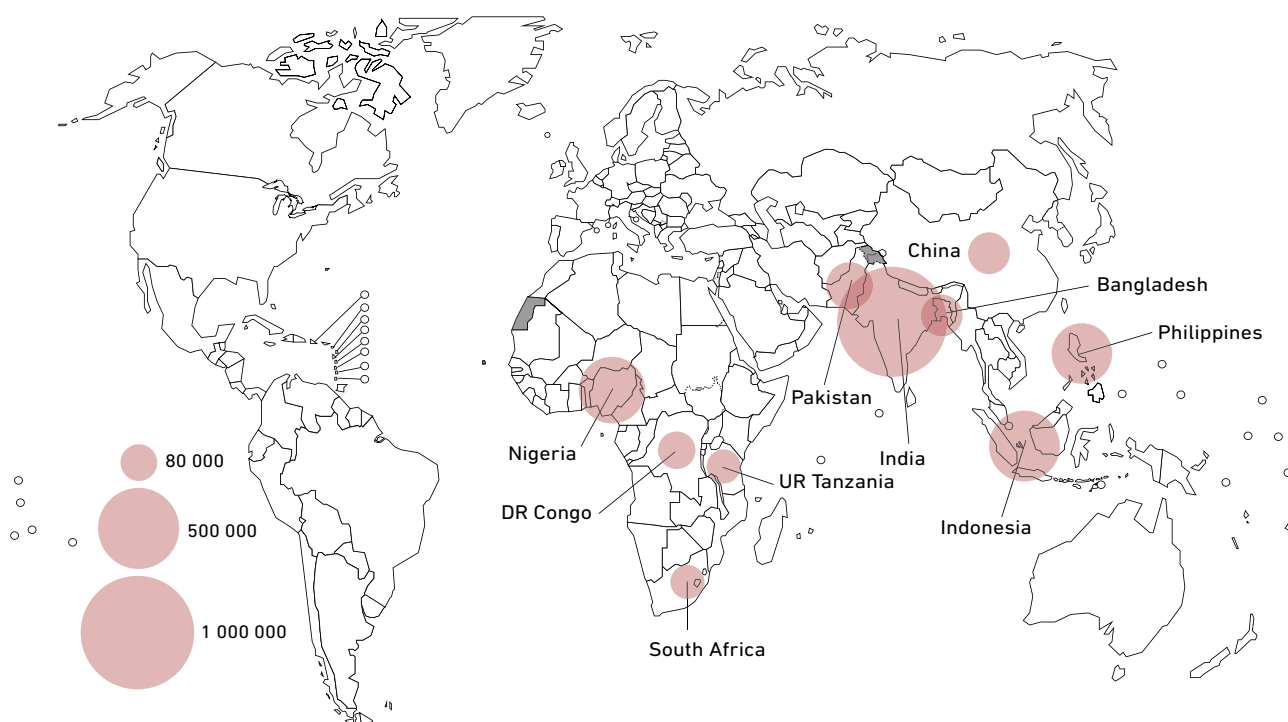 China
Bangladesh
Philippines
Pakistan
Nigeria
India
80 000
UR Tanzania
DR Congo
500 000
Indonesia
1 000 000
South Africa